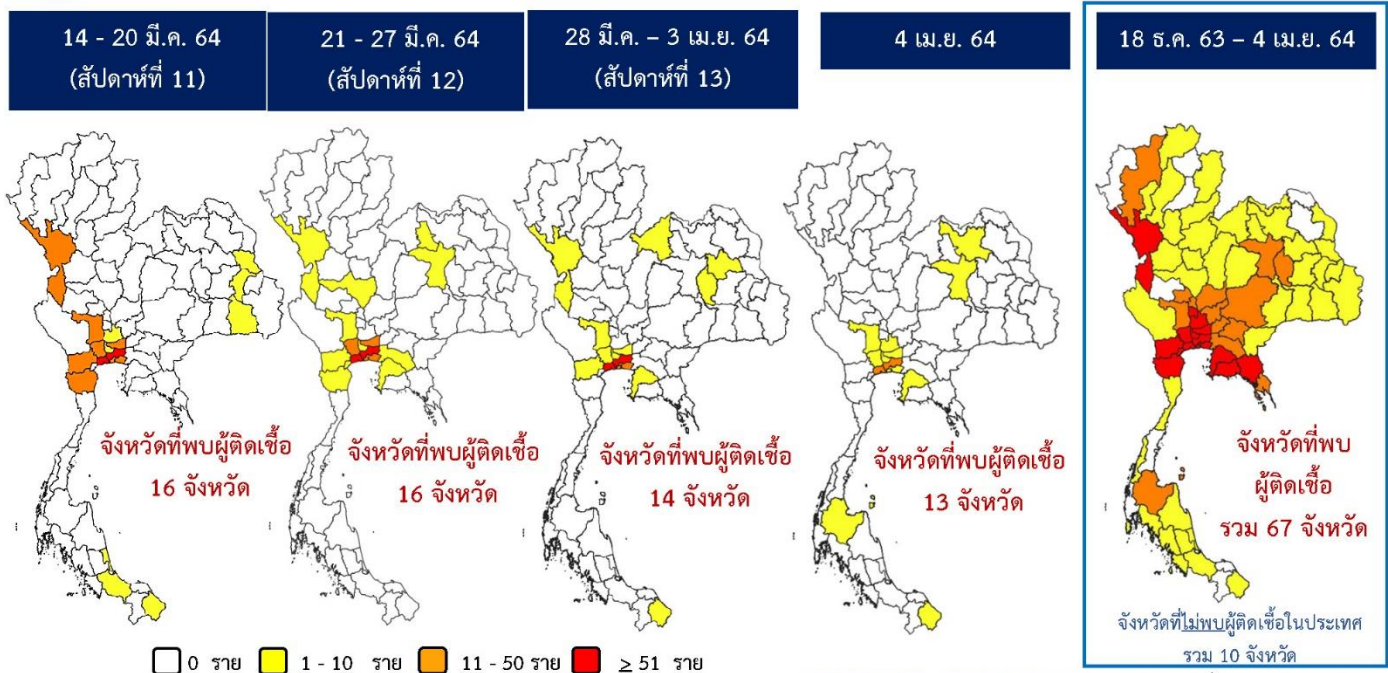 14 - 20 มี.ค. 64
(สัปดาห์ที่ 11)
21 - 27 มี.ค. 64
(สัปดาห์ที่ 12)
28 มี.ค. – 3 เม.ย. 64
(สัปดาห์ที่ 13)
4 เม.ย. 64
18 ธ.ค. 63 – 4 เม.ย. 64
จังหวัดที่พบผู้ติดเชื้อ
16 จังหวัด
จังหวัดที่พบผู้ติดเชื้อ
16 จังหวัด
จังหวัดที่พบผู้ติดเชื้อ
14 จังหวัด
จังหวัดที่พบผู้ติดเชื้อ
13 จังหวัด
จังหวัดที่พบ
ผู้ติดเชื้อ
รวม 67 จังหวัด
จังหวัดที่ไม่พบผู้ติดเชื้อในประเทศ
รวม 10 จังหวัด
0 ราย 1 - 10 ราย 11 - 50 ราย ≥ 51 ราย